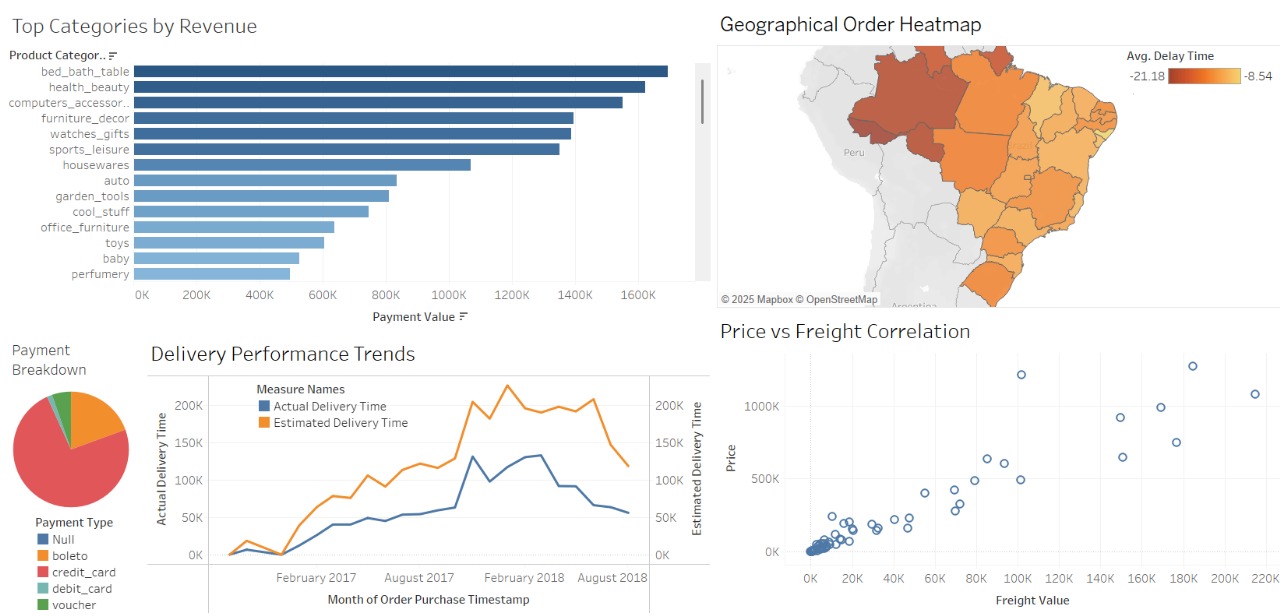 Top Categories by Revenue
Product Categor..
bed_bath_table
health_beauty
computers_accessor..
furniture_decor
watches_gifts
sports_leisure
housewares
auto
garden_tools
cool_stuff
office_furniture
toys
baby
perfumery
0K 200K 400K 600K 800K 1000K 1200K 1400K 1600K
Payment Value
Geographical Order Heatmap
Avg. Delay Time
-21.18 -8.54
Peru
Brazil
Argentina
© 2025 Mapbox © OpenStreetMap
Payment
Breakdown
Payment Type
Null
boleto
credit_card
debit_card
voucher
Delivery Performance Trends
Measure Names
Actual Delivery Time
Estimated Delivery Time
Actual Delivery Time
200K
150K
100K
50K
0K
200K
150K
100K
50K
0K
Estimated Delivery Time
February 2017 August 2017 February 2018 August 2018
Month of Order Purchase Timestamp
Price vs Freight Correlation
Price
1000K
500K
0K
0K 20K 40K 60K 80K 100K 120K 140K 160K 180K 200K 220K
Freight Value